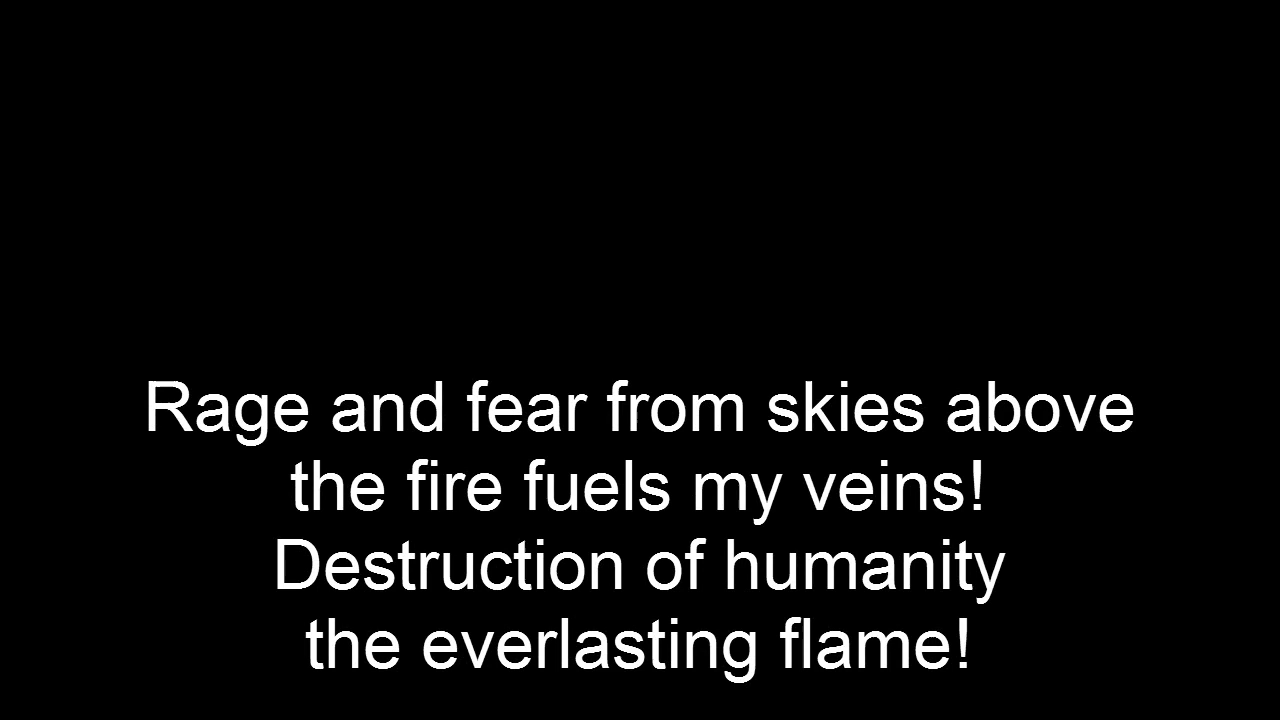 Rage and fear from skies above
the fire fuels my veins!
Destruction of humanity
the everlasting flame!